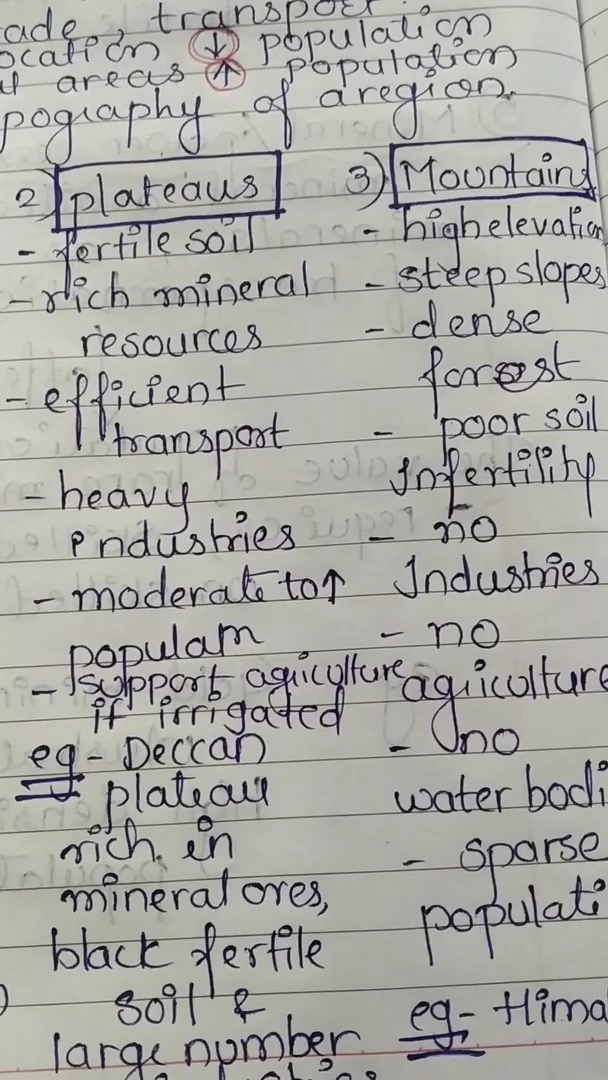 ade, transport
ocation ↓ population
areas ↑ population
pography of a region.
2) plateaus
- fertile soil
- rich mineral
resources
- efficient
transport
- heavy
industries
- moderate to ↑
populam
- support agriculture
if irrigated
eg - Deccan
plateau
rich in
mineral ores,
black fertile
soil &
large number
3) Mountains
- high elevation
- steep slopes
- dense
forest
- poor soil
Infertility
- no
Industries
- no
agriculture
- no
water bodi
- sparse
populati
eg - Hima